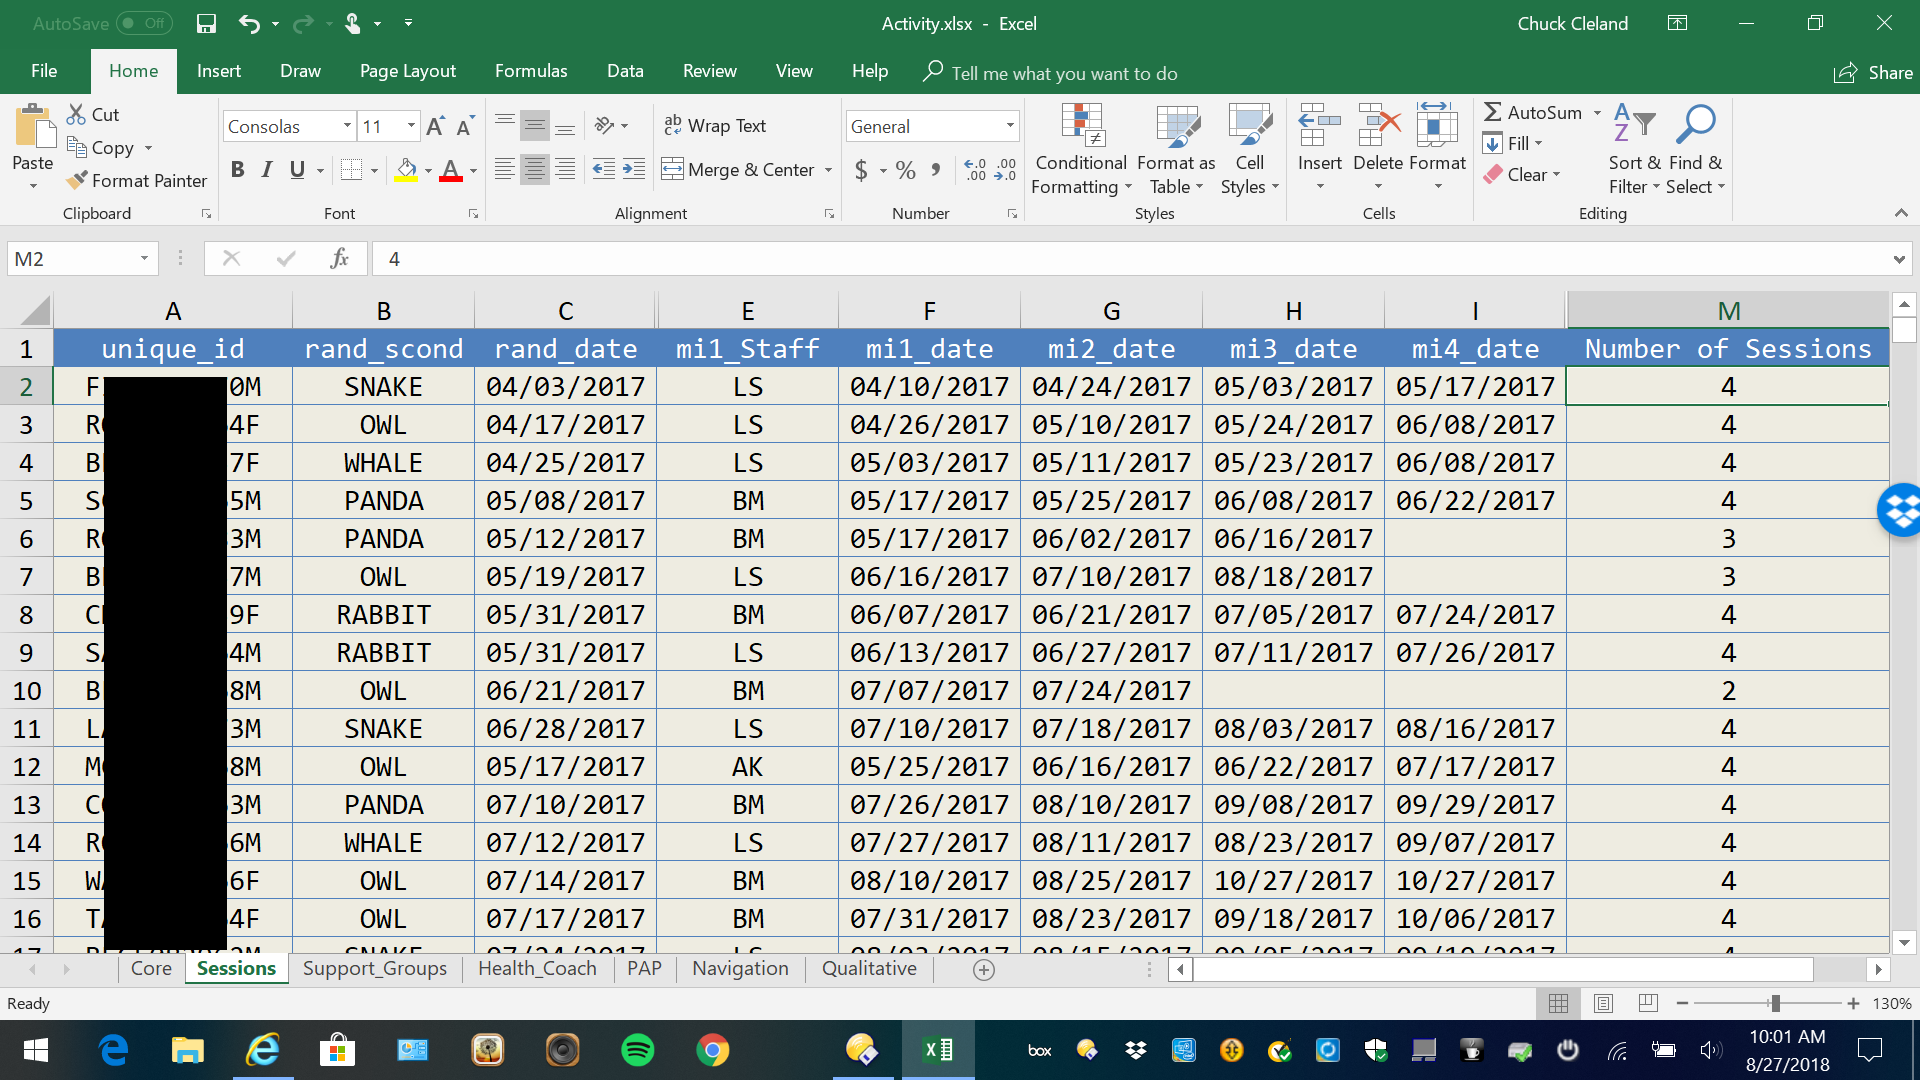 AutoSave Off Activity.xlsx - Excel Chuck Cleland
File Home Insert Draw Page Layout Formulas Data Review View Help Tell me what you want to do Share
Paste Cut Copy Format Painter Clipboard
Consolas 11 B I U A Font
Wrap Text Merge & Center Alignment
General $ % Number
Conditional Formatting Format as Table Cell Styles Styles
Insert Delete Format Cells
AutoSum Fill Clear Sort & Filter Find & Select Editing
M2 fx 4
A B C E F G H I M
1 unique_id rand_scond rand_date mi1_Staff mi1_date mi2_date mi3_date mi4_date Number of Sessions
2 0M SNAKE 04/03/2017 LS 04/10/2017 04/24/2017 05/03/2017 05/17/2017 4
3 4F OWL 04/17/2017 LS 04/26/2017 05/10/2017 05/24/2017 06/08/2017 4
4 7F WHALE 04/25/2017 LS 05/03/2017 05/11/2017 05/23/2017 06/08/2017 4
5 5M PANDA 05/08/2017 BM 05/17/2017 05/25/2017 06/08/2017 06/22/2017 4
6 3M PANDA 05/12/2017 BM 05/17/2017 06/02/2017 06/16/2017 3
7 7M OWL 05/19/2017 LS 06/16/2017 07/10/2017 08/18/2017 3
8 9F RABBIT 05/31/2017 BM 06/07/2017 06/21/2017 07/05/2017 07/24/2017 4
9 4M RABBIT 05/31/2017 LS 06/13/2017 06/27/2017 07/11/2017 07/26/2017 4
10 8M OWL 06/21/2017 BM 07/07/2017 07/24/2017 2
11 3M SNAKE 06/28/2017 LS 07/10/2017 07/18/2017 08/03/2017 08/16/2017 4
12 8M OWL 05/17/2017 AK 05/25/2017 06/16/2017 06/22/2017 07/17/2017 4
13 3M PANDA 07/10/2017 BM 07/26/2017 08/10/2017 09/08/2017 09/29/2017 4
14 6M WHALE 07/12/2017 LS 07/27/2017 08/11/2017 08/23/2017 09/07/2017 4
15 6F OWL 07/14/2017 BM 08/10/2017 08/25/2017 10/27/2017 10/27/2017 4
16 4F OWL 07/17/2017 BM 07/31/2017 08/23/2017 09/18/2017 10/06/2017 4
Core Sessions Support_Groups Health_Coach PAP Navigation Qualitative
Ready 130%
box 10:01 AM
8/27/2018